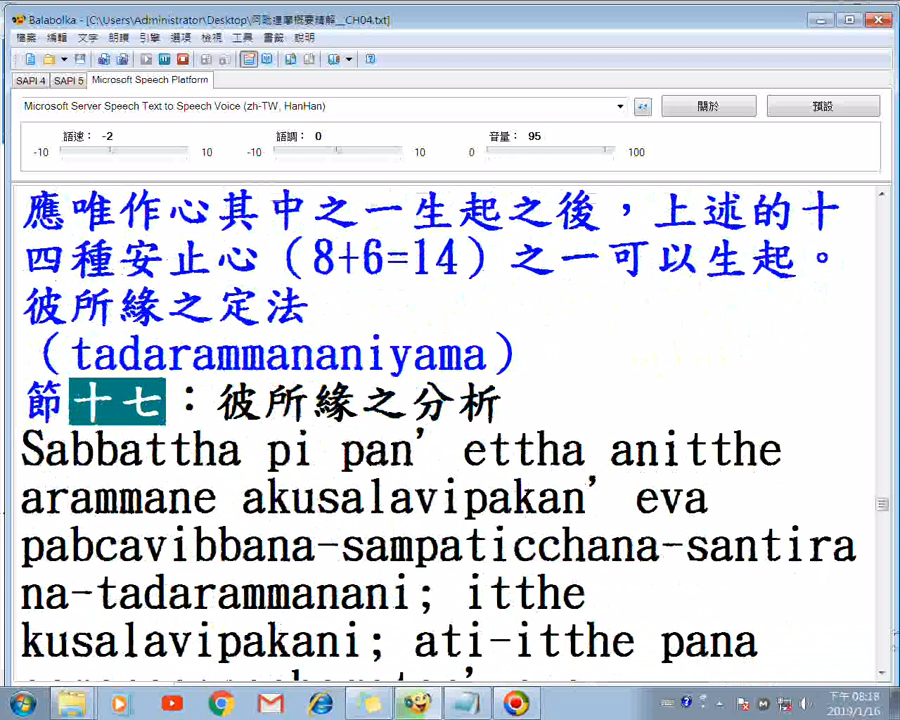 Balabolka - [C:\Users\Administrator\Desktop\阿毗達摩概要精解__CH04.txt]
檔案 編輯 文字 朗讀 引擎 選項 檢視 工具 書籤 說明
SAPI 4 SAPI 5 Microsoft Speech Platform
Microsoft Server Speech Text to Speech Voice (zh-TW, HanHan) 關於 預設
語速： -2 語調： 0 音量： 95
-10 10 -10 10 0 100
應唯作心其中之一生起之後，上述的十
四種安止心（8+6=14）之一可以生起。
彼所緣之定法
（tadarammananiyama）
節十七：彼所緣之分析
Sabbattha pi pan’ ettha anitthe
arammane akusalavipakan’ eva
pabcavibbana-sampaticchana-santira
na-tadarammanani; itthe
kusalavipakani; ati-itthe pana
下午 08:18
2019/1/16